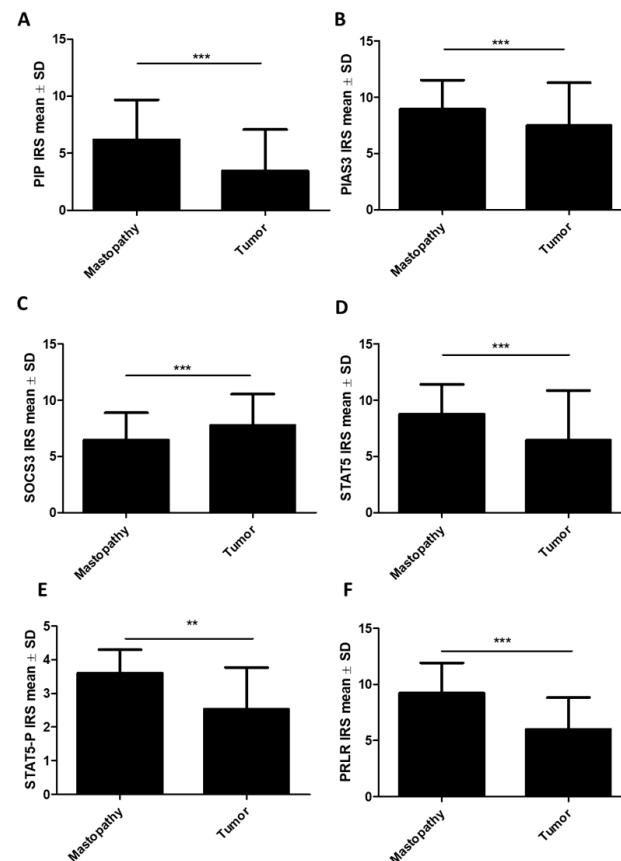 A
PIP IRS mean ± SD
15
10
5
0
***
Mastopathy
Tumor
B
PIAS3 IRS mean ± SD
15
10
5
0
***
Mastopathy
Tumor
C
SOCS3 IRS mean ± SD
15
10
5
0
***
Mastopathy
Tumor
D
STAT5 IRS mean ± SD
15
10
5
0
***
Mastopathy
Tumor
E
STAT5-P IRS mean ± SD
5
4
3
2
1
0
**
Mastopathy
Tumor
F
PRLR IRS mean ± SD
15
10
5
0
***
Mastopathy
Tumor